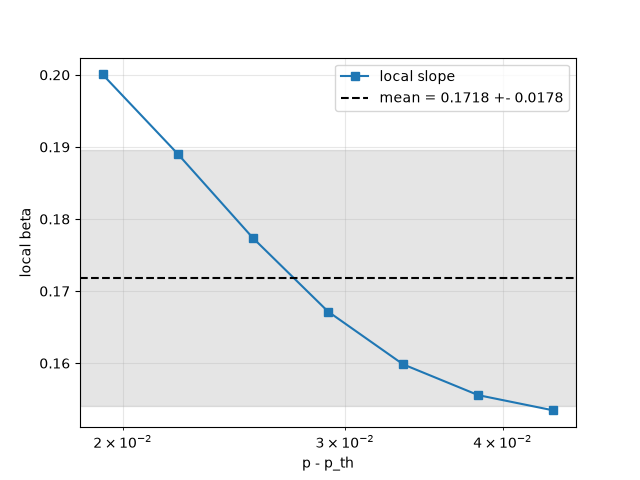 local slope
mean = 0.1718 +- 0.0178
0.20
0.19
0.18
0.17
0.16
local beta
2 × 10⁻²
3 × 10⁻²
4 × 10⁻²
p - p_th